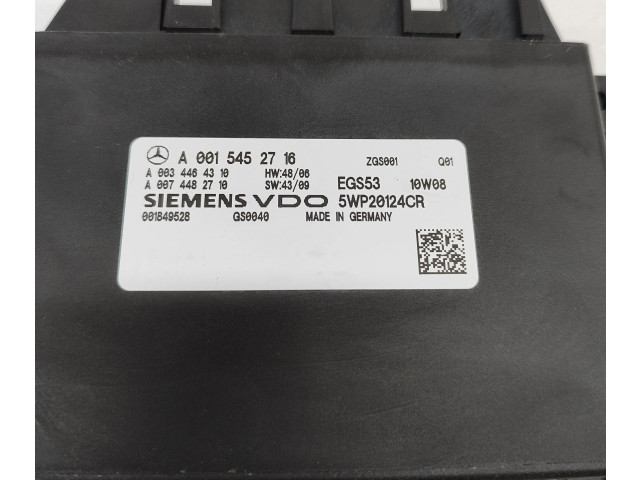 A 001 545 27 16 ZGS001 Q01
A 003 446 43 10 HW:48/06
A 007 448 27 10 SW:43/09 EGS53 10W08
SIEMENS VDO 5WP20124CR
001849528 GS0040 MADE IN GERMANY